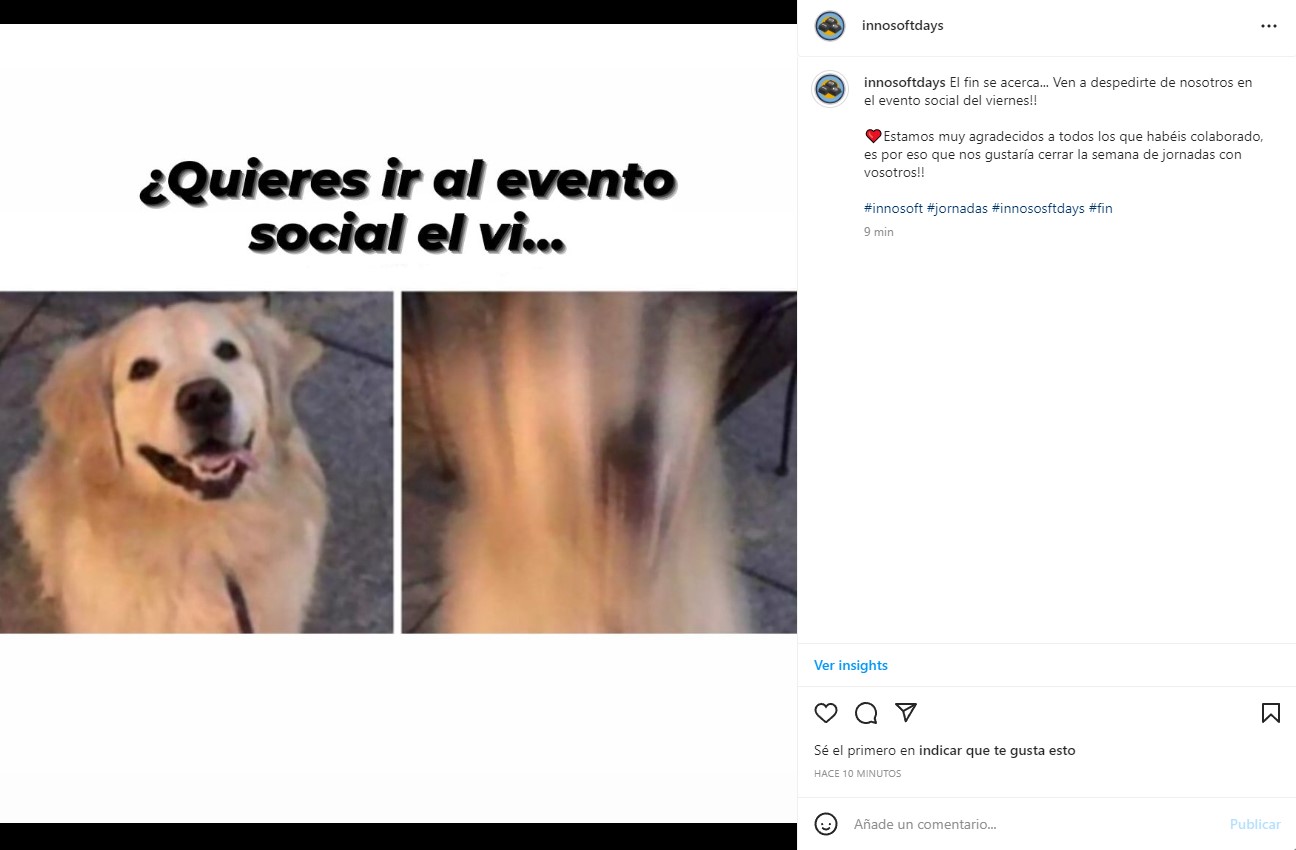 ¿Quieres ir al evento
social el vi...
innosoftdays
innosoftdays El fin se acerca... Ven a despedirte de nosotros en
el evento social del viernes!!
❤️Estamos muy agradecidos a todos los que habéis colaborado,
es por eso que nos gustaría cerrar la semana de jornadas con
vosotros!!
#innosoft #jornadas #innososftdays #fin
9 min
Ver insights
Sé el primero en indicar que te gusta esto
HACE 10 MINUTOS
Añade un comentario...
Publicar